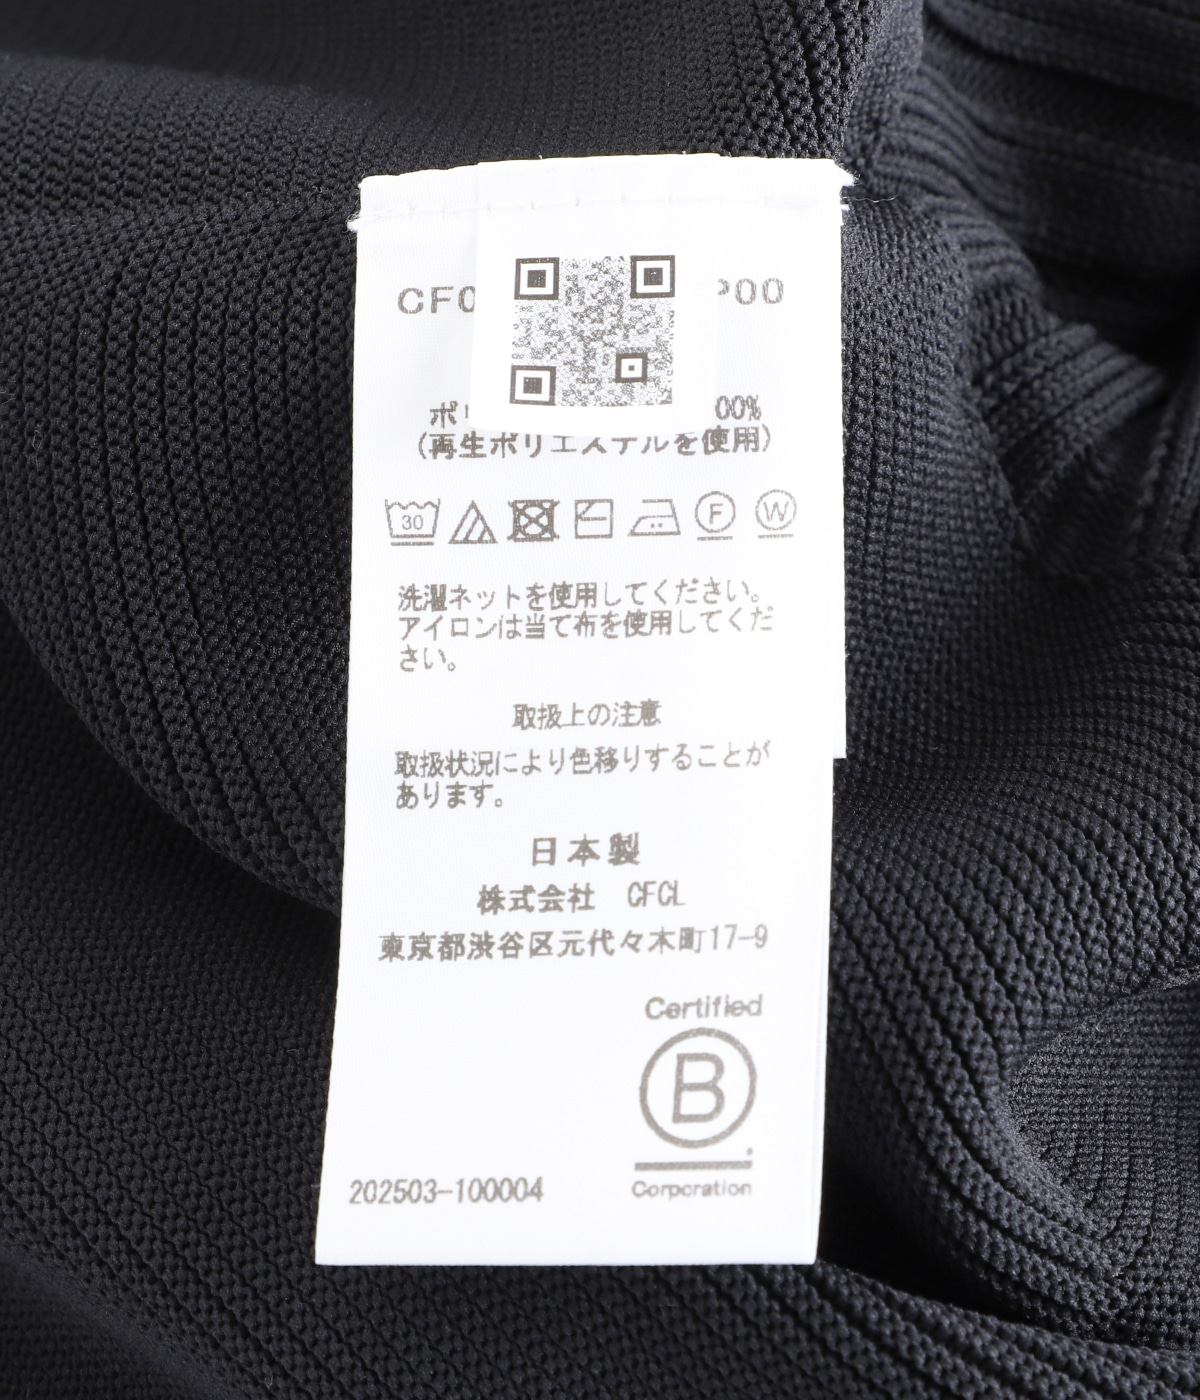 CF0 P00
ポリ 00%
(再生ポリエステルを使用)
30 F W
洗濯ネットを使用してください。
アイロンは当て布を使用してくだ
さい。
取扱上の注意
取扱状況により色移りすることが
あります。
日本製
株式会社 CFCL
東京都渋谷区元代々木町17-9
Certified
B
Corporation
202503-100004